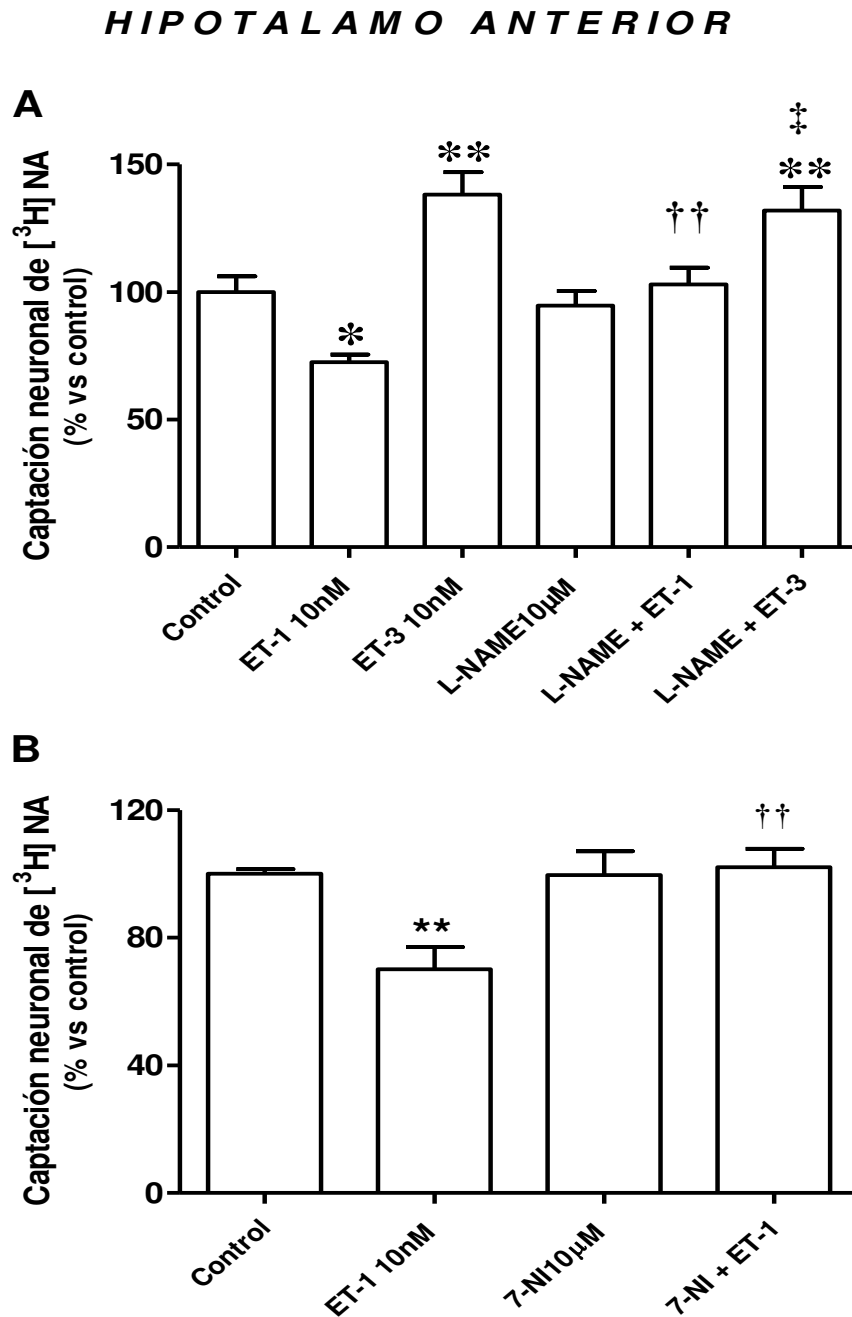 HIPOTALAMO ANTERIOR
A
Captación neuronal de [³H] NA
(% vs control)
150
100
50
0
*
**
††
‡
**
Control
ET-1 10nM
ET-3 10nM
L-NAME10µM
L-NAME + ET-1
L-NAME + ET-3
B
Captación neuronal de [³H] NA
(% vs control)
120
80
40
0
**
††
Control
ET-1 10nM
7-NI10µM
7-NI + ET-1